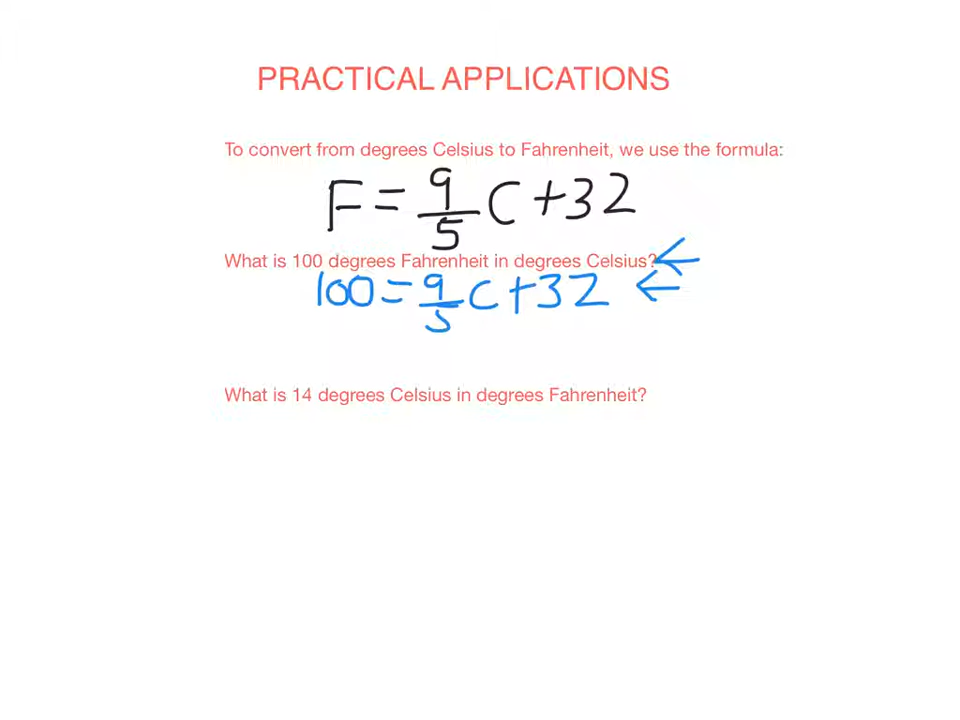 PRACTICAL APPLICATIONS
To convert from degrees Celsius to Fahrenheit, we use the formula:
F = 9/5 C + 32
What is 100 degrees Fahrenheit in degrees Celsius?
100 = 9/5 C + 32
What is 14 degrees Celsius in degrees Fahrenheit?